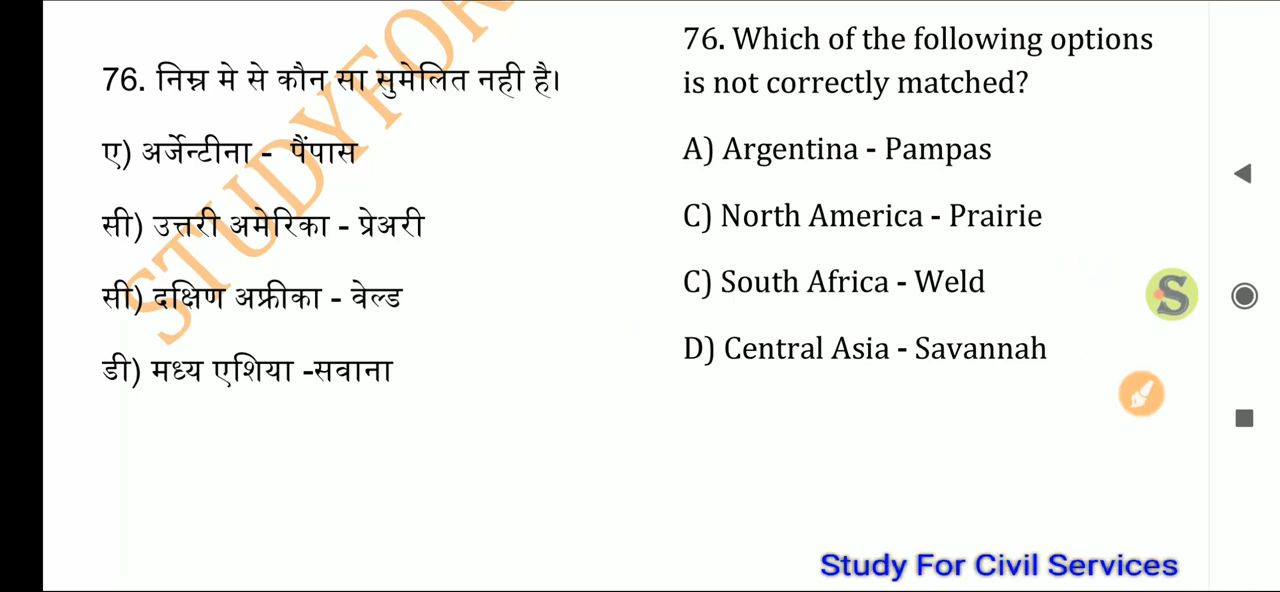 76. निम्न मे से कौन सा सुमेलित नही है।
ए) अर्जेन्टीना - पैंपास
सी) उत्तरी अमेरिका - प्रेअरी
सी) दक्षिण अफ्रीका - वेल्ड
डी) मध्य एशिया -सवाना
76. Which of the following options
is not correctly matched?
A) Argentina - Pampas
C) North America - Prairie
C) South Africa - Weld
D) Central Asia - Savannah
STUDYFOR
S
Study For Civil Services